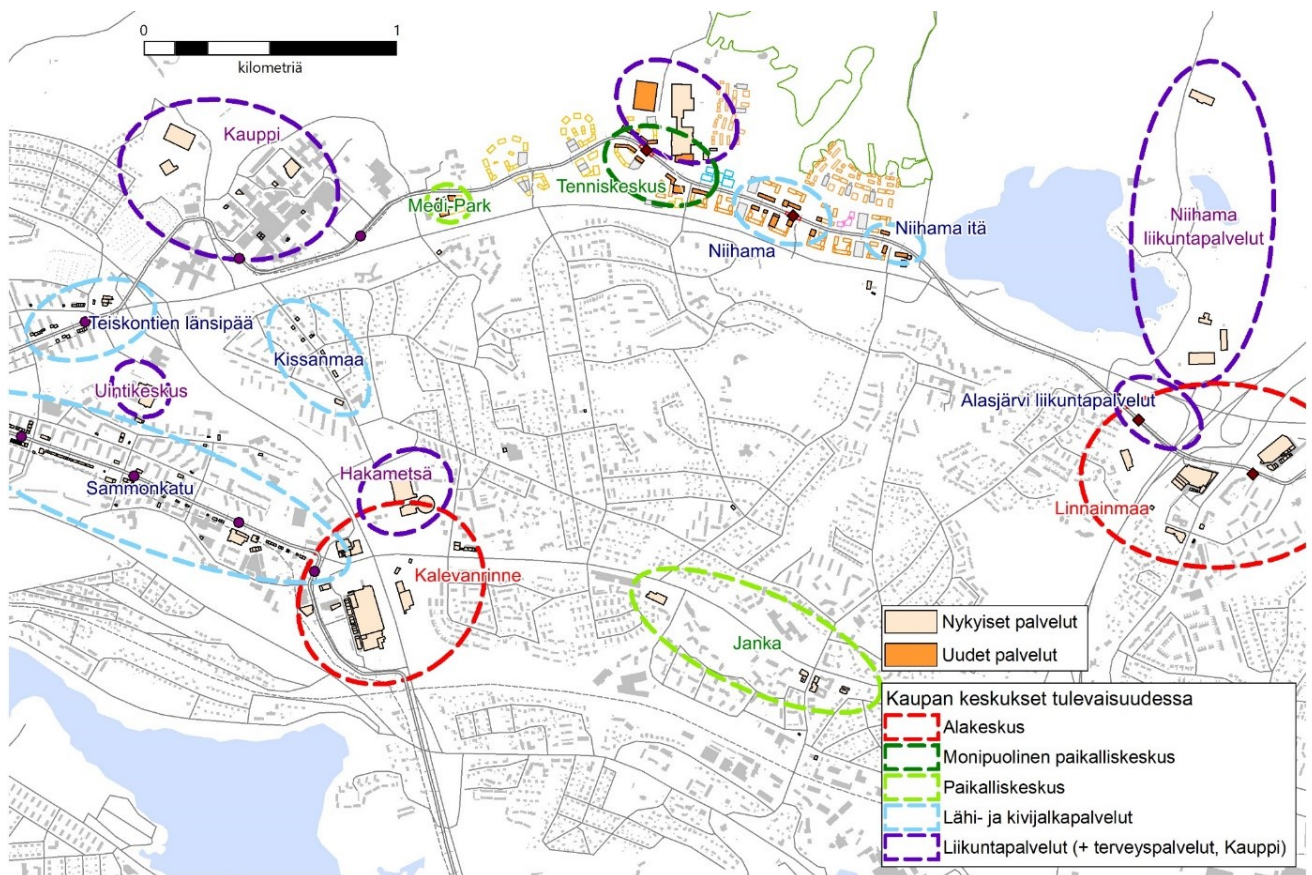 0 1
kilometriä
Kauppi
Medi-Park
Tenniskeskus
Niihama
liikuntapalvelut
Niihama itä
Niihama
Teiskontien länsipää
Kissanmaa
Uintikeskus
Alasjärvi liikuntapalvelut
Hakametsä
Sammonkatu
Linnainmaa
Kalevanrinne
Janka
Nykyiset palvelut
Uudet palvelut
Kaupan keskukset tulevaisuudessa
Alakeskus
Monipuolinen paikalliskeskus
Paikalliskeskus
Lähi- ja kivijalkapalvelut
Liikuntapalvelut (+ terveyspalvelut, Kauppi)